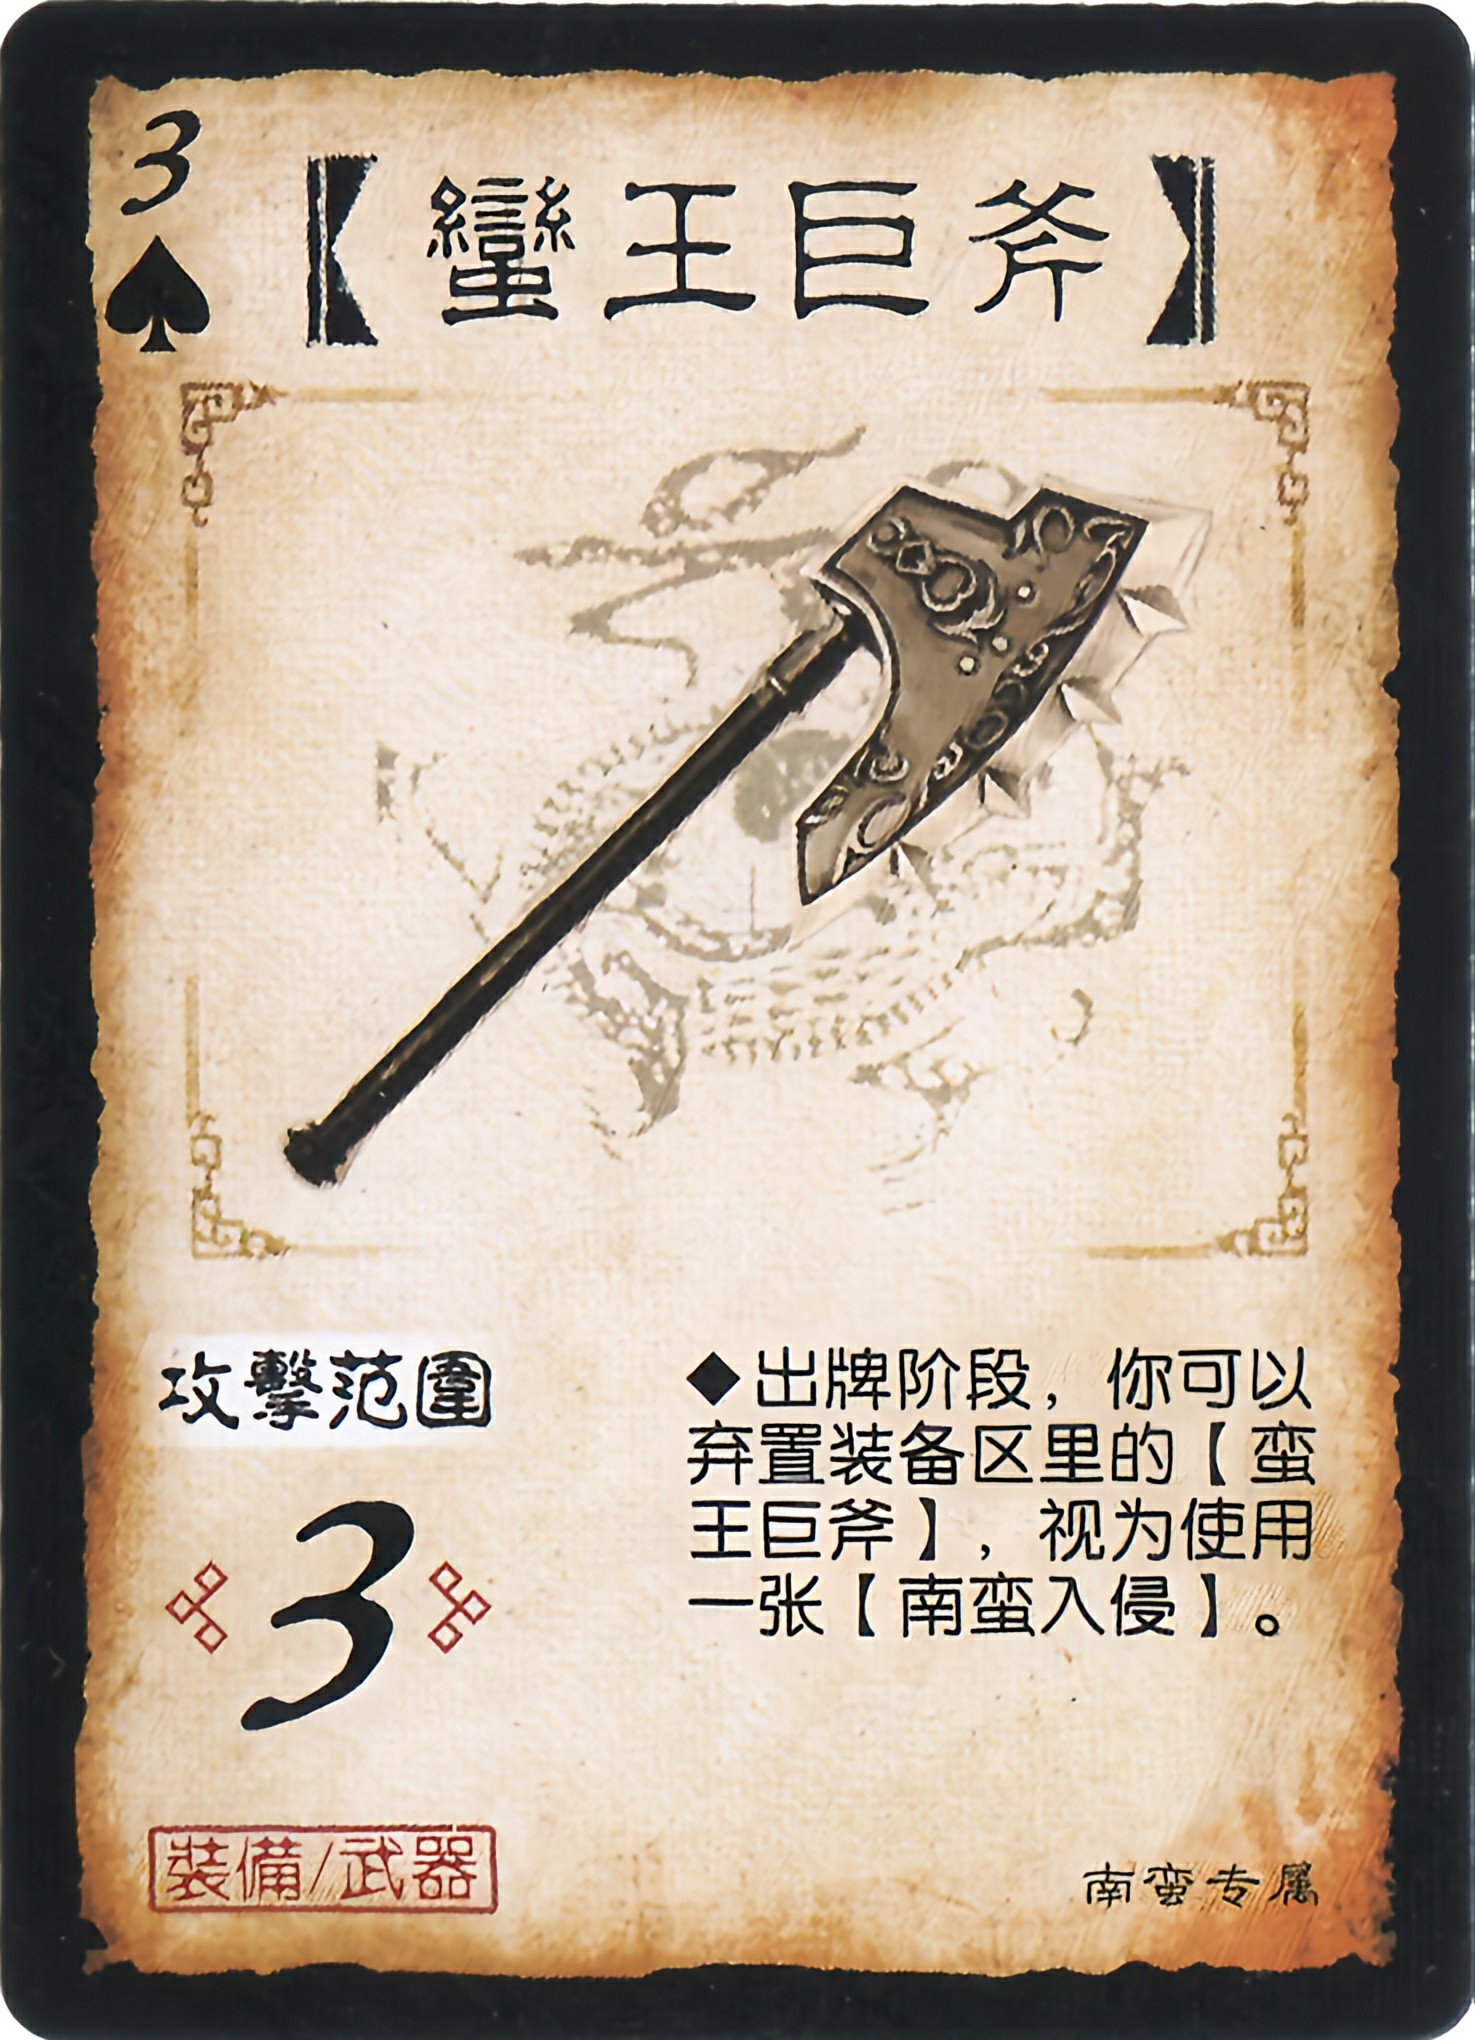 3
♠
【蠻王巨斧】
攻擊范圍
3
◆出牌阶段，你可以
弃置装备区里的【蛮
王巨斧】，视为使用
一张【南蛮入侵】。
裝備/武器
南蛮专属